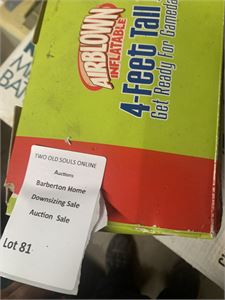 AIRBLOWN
INFLATABLE
4-Feet Tall
Get Ready For Gameday
TWO OLD SOULS ONLINE
Auctions
Barberton Home
Downsizing Sale
Auction Sale
Lot 81